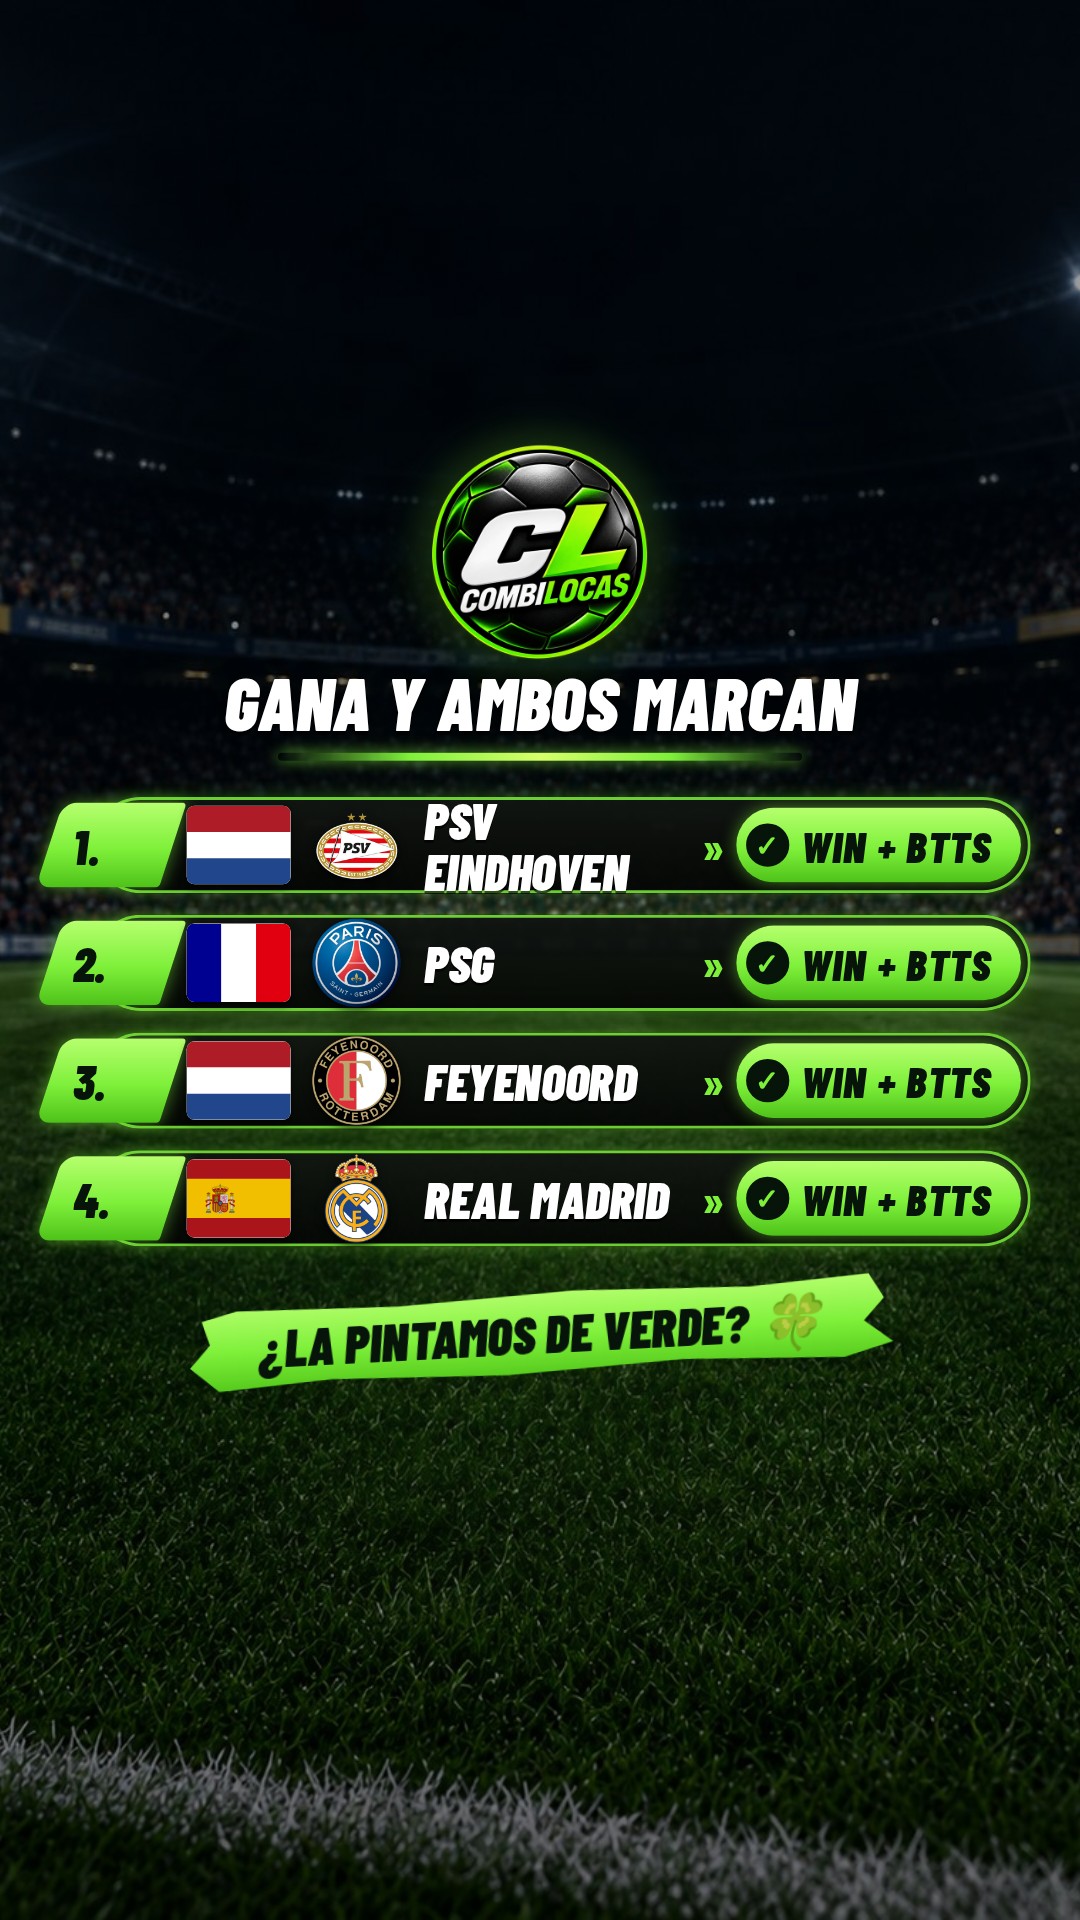 CL
COMBILOCAS
GANA Y AMBOS MARCAN
1.
PSV
PSV
EINDHOVEN
»
✓ WIN + BTTS
2.
PARIS
SAINT-GERMAIN
PSG
»
✓ WIN + BTTS
3.
FEYENOORD
F
ROTTERDAM
FEYENOORD
»
✓ WIN + BTTS
4.
REAL MADRID
»
✓ WIN + BTTS
¿LA PINTAMOS DE VERDE? 🍀